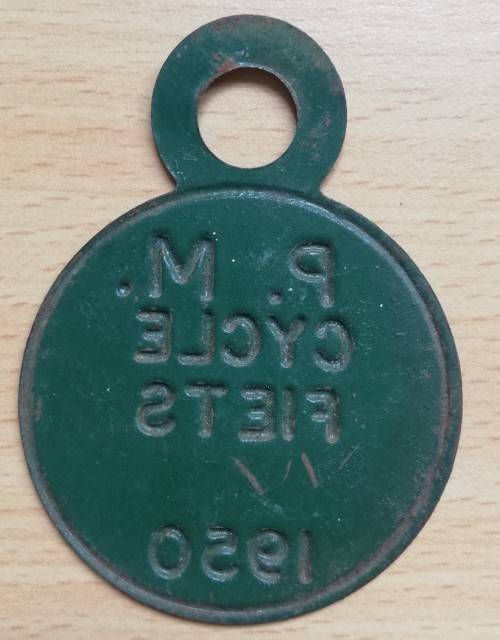 P. M.
CYCLE
FIETS
1950